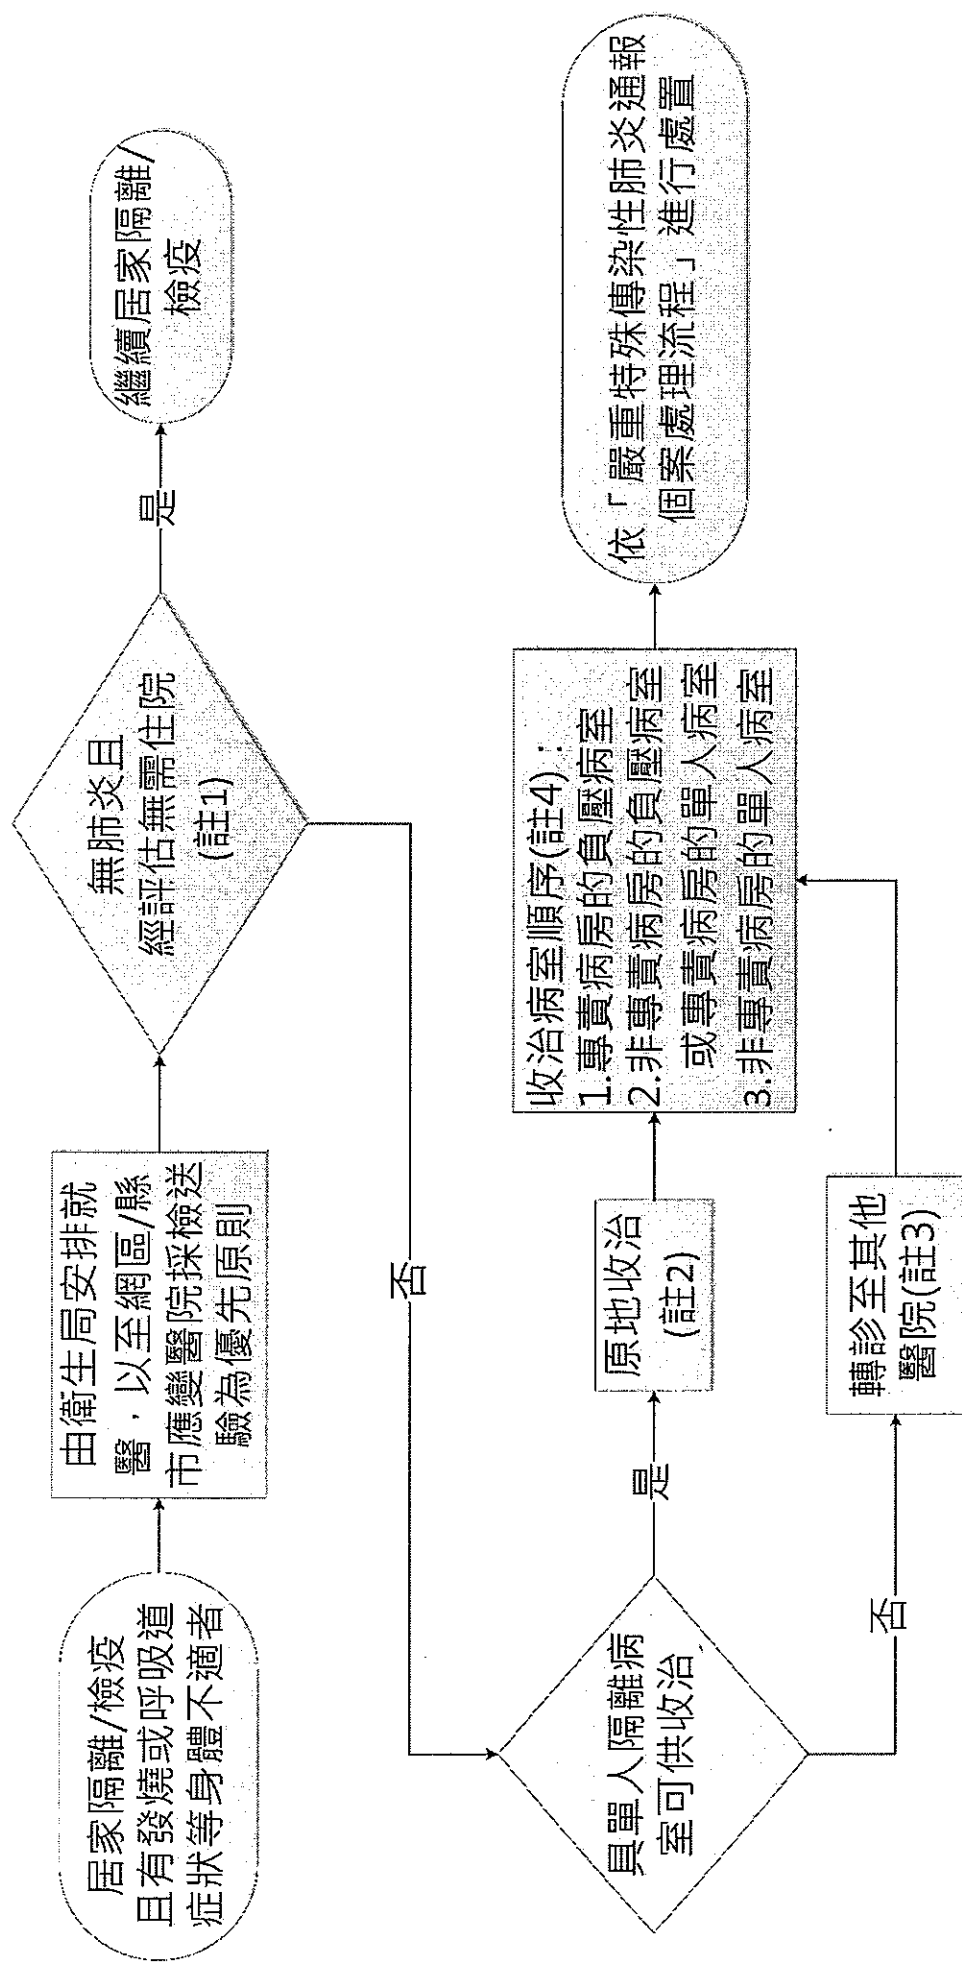 居家隔離/檢疫
且有發燒或呼吸道
症狀等身體不適者
由衛生局安排就
醫，以至網區/縣
市應變醫院採檢送
驗為優先原則
無肺炎且
經評估無需住院
(註1)
是
繼續居家隔離/
檢疫
否
具單人隔離病
室可供收治
是
原地收治
(註2)
否
轉診至其他
醫院(註3)
收治病室順序(註4)：
1.專責病房的負壓病室
2.非專責病房的負壓病室
或專責病房的單人病室
3.非專責病房的單人病室
依「嚴重特殊傳染性肺炎通報
個案處理流程」進行處置